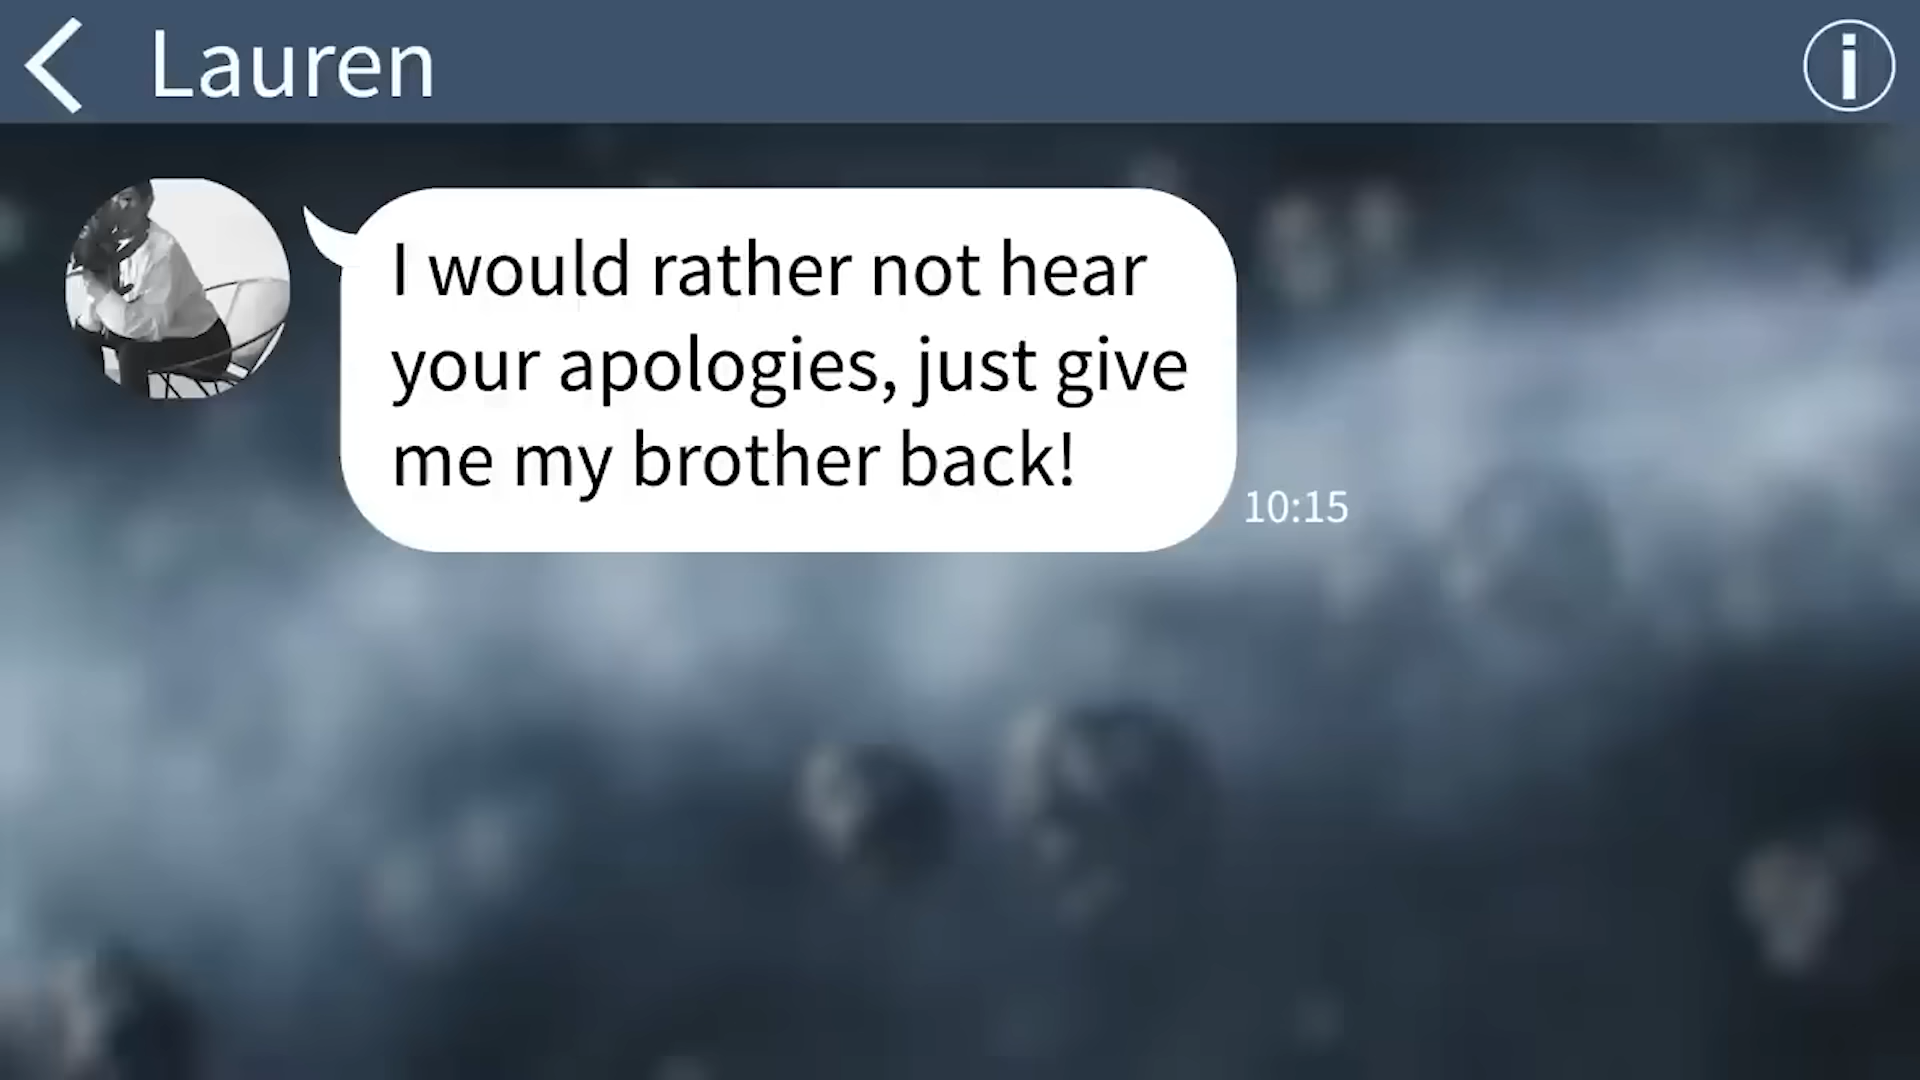 Lauren
I would rather not hear
your apologies, just give
me my brother back!
10:15